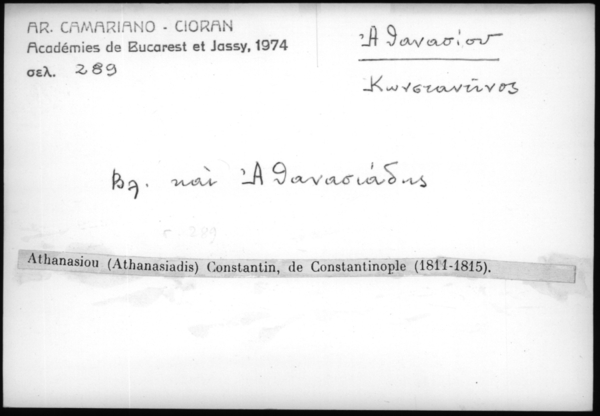 AR. CAMARIANO - CIORAN
Académies de Bucarest et Jassy, 1974
σελ. 289
Ἀθανασίου
Κωνσταντῖνος
Βλ. καὶ Ἀθανασιάδης
σ. 289
Athanasiou (Athanasiadis) Constantin, de Constantinople (1811-1815).